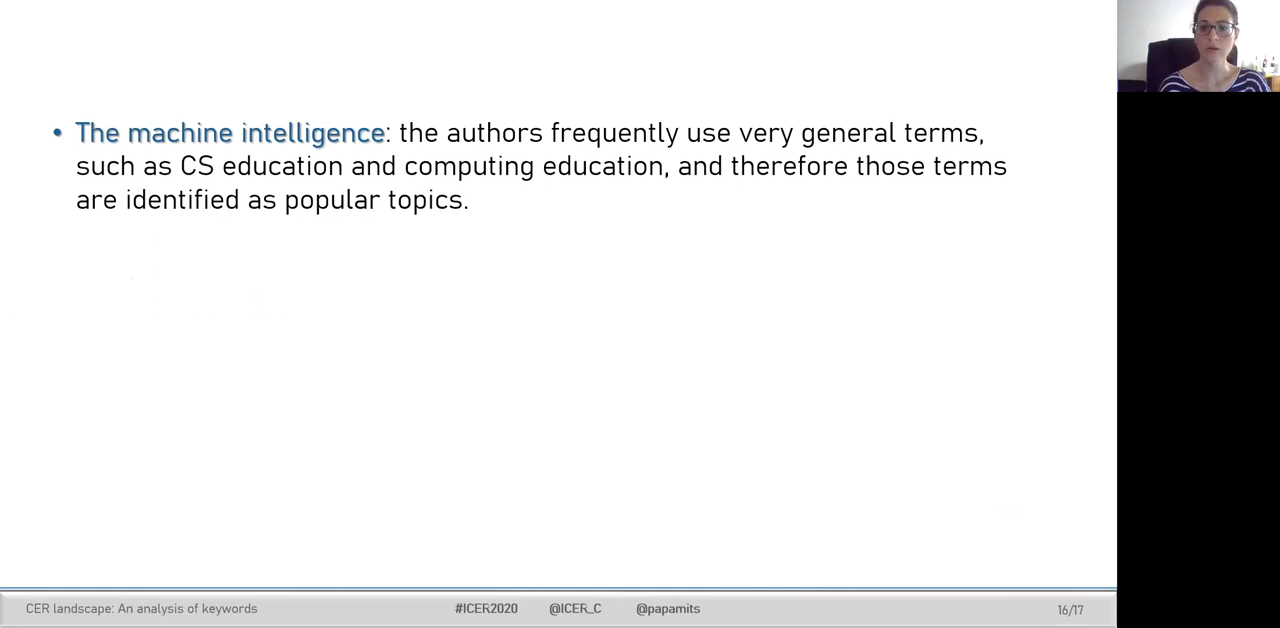 • The machine intelligence: the authors frequently use very general terms,
such as CS education and computing education, and therefore those terms
are identified as popular topics.
CER landscape: An analysis of keywords
#ICER2020 @ICER_C @papamits
16/17